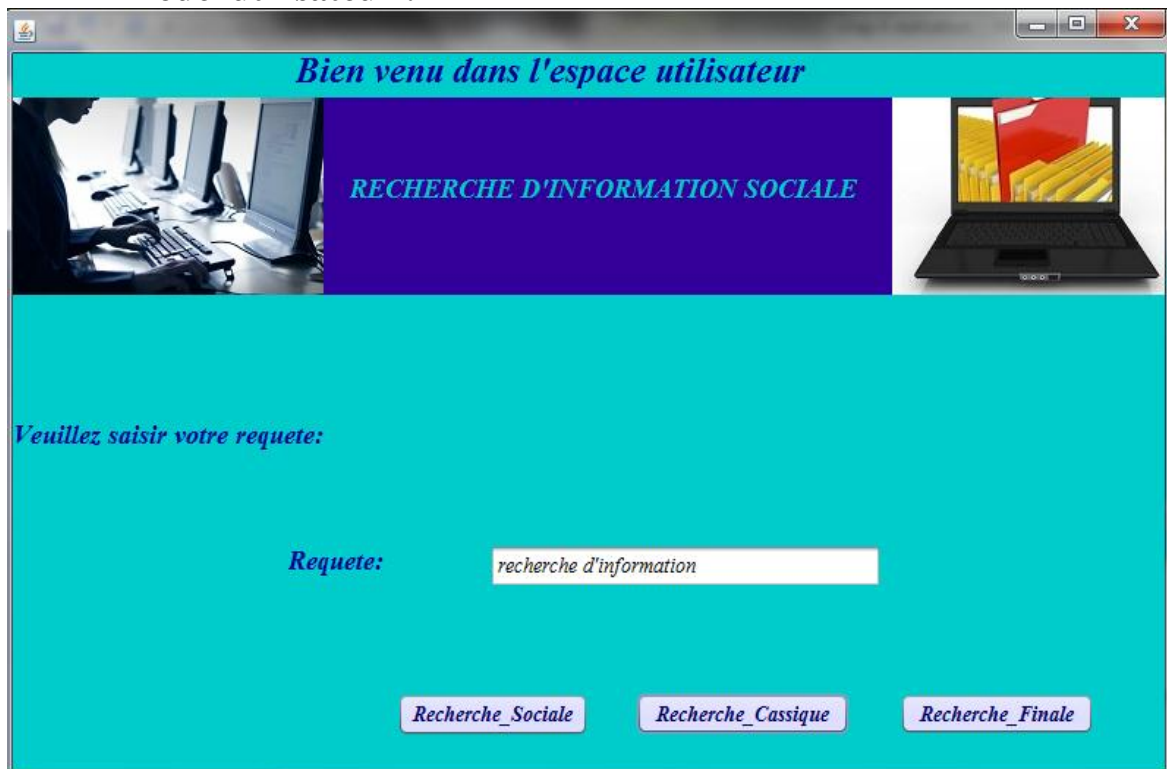 Bien venu dans l'espace utilisateur
RECHERCHE D'INFORMATION SOCIALE
Veuillez saisir votre requete:
Requete: recherche d'information
Recherche_Sociale Recherche_Cassique Recherche_Finale